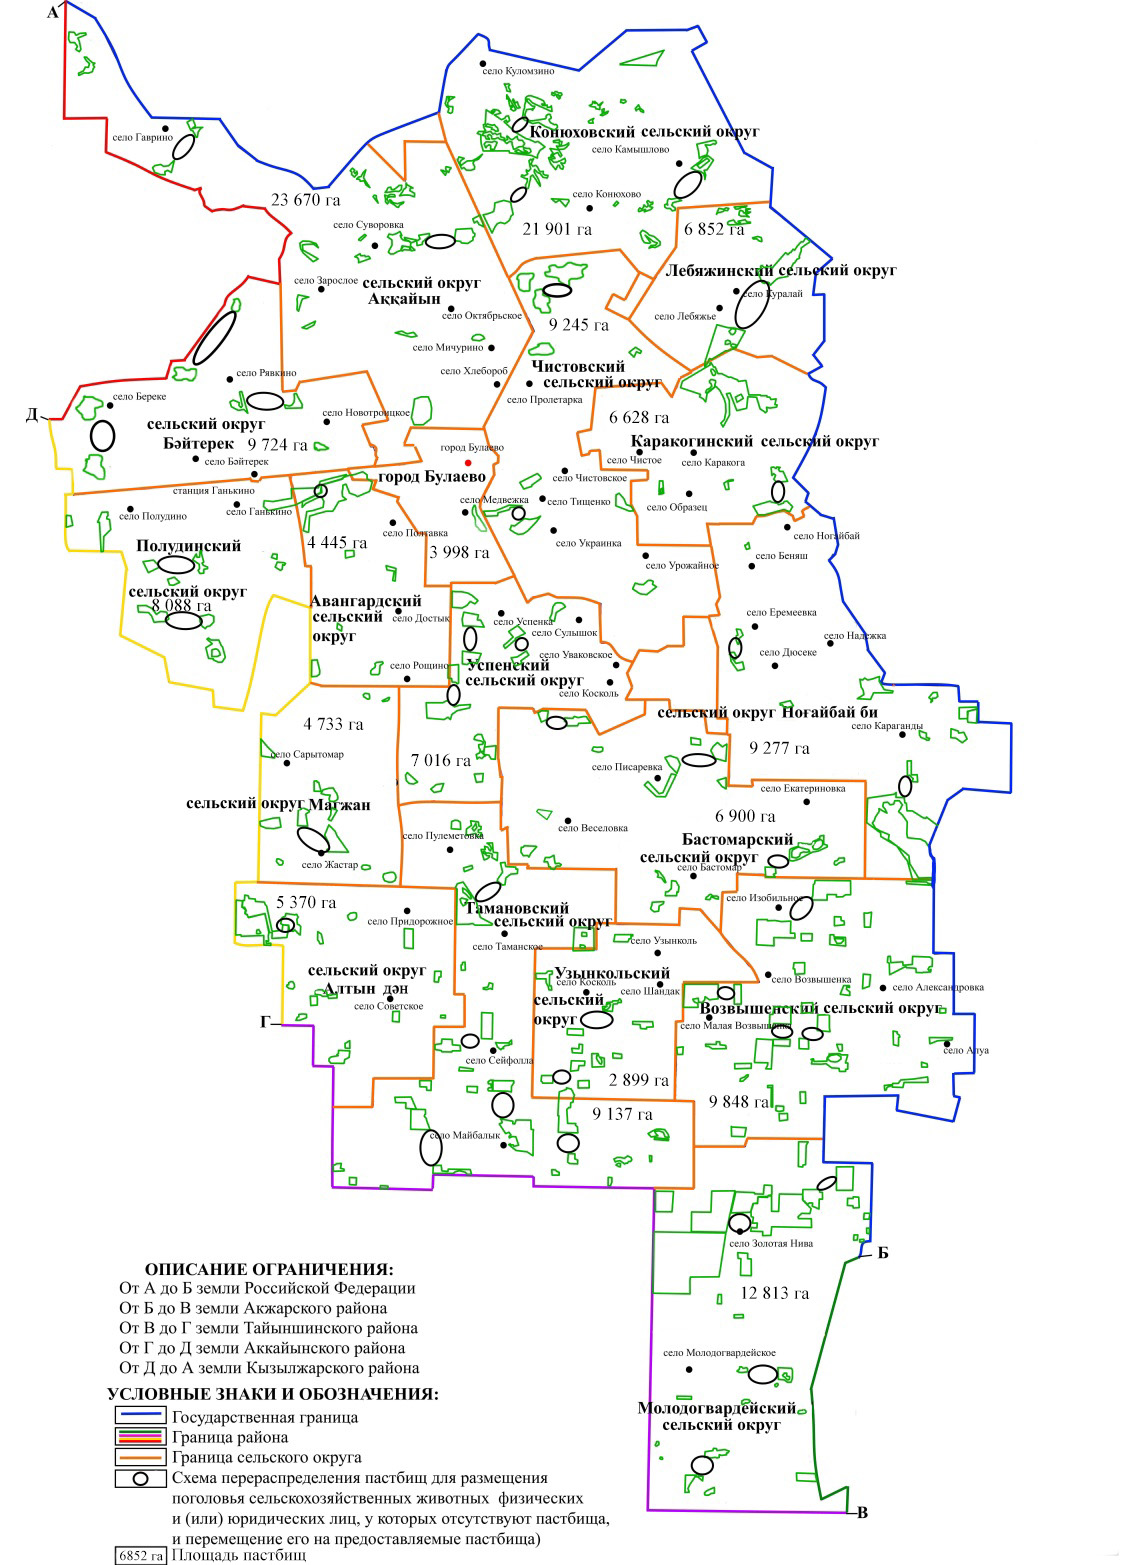 А
село Куломзино
Конюховский сельский округ
село Гаврино
село Камышлово
23 670 га
село Конюхово
село Суворовка
21 901 га
6 852 га
Лебяжинский сельский округ
село Зарослое
сельский округ
Аққайын
село Куралай
село Октябрьское
село Лебяжье
9 245 га
село Мичурино
Чистовский
сельский округ
село Рявкино
село Хлебороб
село Береке
село Пролетарка
Д
село Новотроицкое
6 628 га
сельский округ
Бәйтерек
9 724 га
Каракогинский сельский округ
город Булаево
село Бәйтерек
село Чистое
село Каракога
город Булаево
село Чистовское
станция Ганькино
село Медвежка
село Тищенко
село Образец
село Ганькино
село Полудино
село Полтавка
село Ногайбай
4 445 га
3 998 га
село Украинка
Полудинский
сельский округ
8 088 га
село Урожайное
село Бенящ
Авангардский
сельский
округ
село Достык
село Успенка
село Сулышок
село Еремеевка
село Надежка
село Уваковское
село Дюсеке
село Рощино
Успенский
сельский округ
село Косколь
сельский округ Ноғайбай би
4 733 га
село Караганды
село Сарытомар
7 016 га
9 277 га
село Писаревка
село Екатериновка
сельский округ Мағжан
6 900 га
село Пулеметовка
село Веселовка
Бастомарский
сельский округ
село Жастар
село Бастомар
5 370 га
село Изобильное
село Придорожное
Тамановский
сельский округ
село Таманское
село Узынколь
сельский округ
Алтын дән
Узынкольский
сельский
округ
село Косколь
село Шандак
село Возвышенка
село Александровка
село Советское
Возвышенский сельский округ
Г
село Малая Возвышенка
село Сейфолла
село Алуа
2 899 га
9 848 га
9 137 га
село Майбалык
село Золотая Нива
Б
12 813 га
село Молодогвардейское
Молодогвардейский
сельский округ
В
ОПИСАНИЕ ОГРАНИЧЕНИЯ:
От А до Б земли Российской Федерации
От Б до В земли Акжарского района
От В до Г земли Тайыншинского района
От Г до Д земли Аккайынского района
От Д до А земли Кызылжарского района
УСЛОВНЫЕ ЗНАКИ И ОБОЗНАЧЕНИЯ:
Государственная граница
Граница района
Граница сельского округа
Схема перераспределения пастбищ для размещения
поголовья сельскохозяйственных животных физических
и (или) юридических лиц, у которых отсутствуют пастбища,
и перемещение его на предоставляемые пастбища)
6852 га Площадь пастбищ